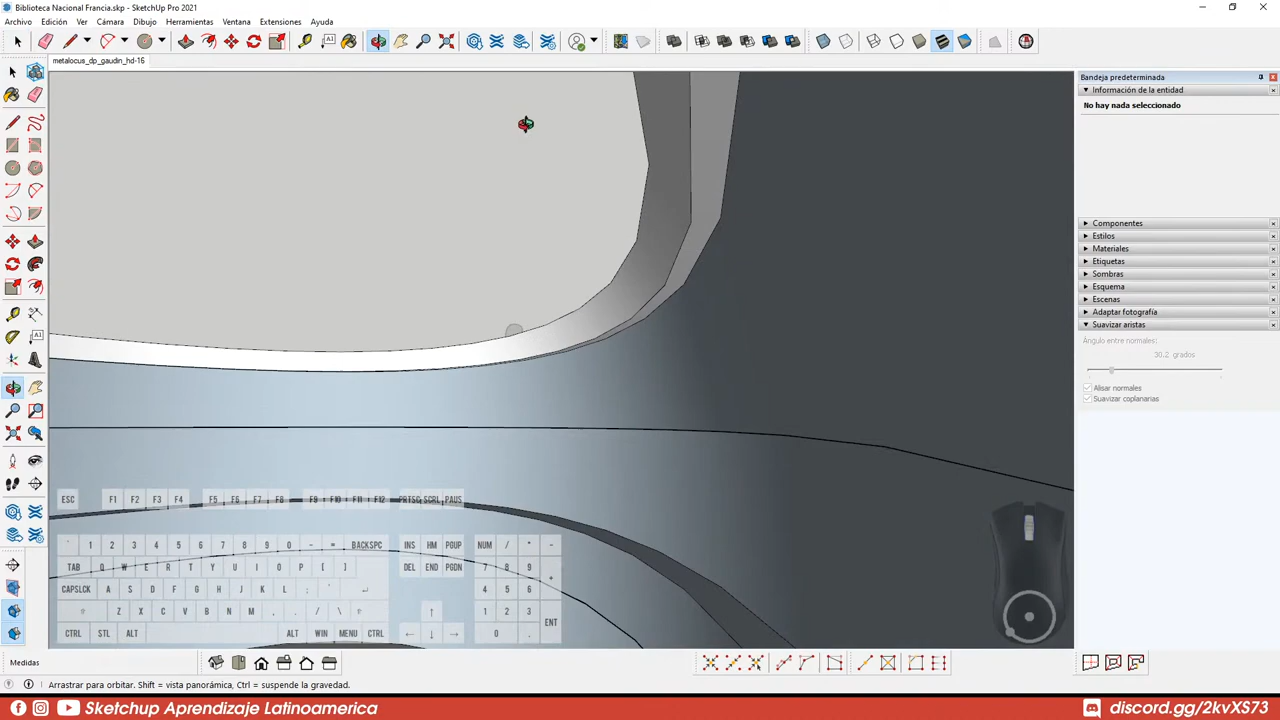 Biblioteca Nacional Francia.skp - SketchUp Pro 2021
Archivo Edición Ver Cámara Dibujo Herramientas Ventana Extensiones Ayuda
metalocus_dp_gaudin_hd-16
Bandeja predeterminada
Información de la entidad
No hay nada seleccionado
Componentes
Estilos
Materiales
Etiquetas
Sombras
Esquema
Escenas
Adaptar fotografía
Suavizar aristas
Ángulo entre normales:
30.2 grados
Alisar normales
Suavizar coplanarias
ESC F1 F2 F3 F4 F5 F6 F7 F8 F9 F10 F11 F12 PRTSC SCRL PAUS
` 1 2 3 4 5 6 7 8 9 0 - = BACKSPC INS HM PGUP NUM / * -
TAB Q W E R T Y U I O P [ ] DEL END PGDN 7 8 9 +
CAPSLCK A S D F G H J K L ; ' 4 5 6
Z X C V B N M , . / \ 1 2 3 ENT
CTRL STL ALT ALT WIN MENU CTRL 0 .
Medidas
Arrastrar para orbitar. Shift = vista panorámica, Ctrl = suspende la gravedad.
Sketchup Aprendizaje Latinoamerica
discord.gg/2kvXS73